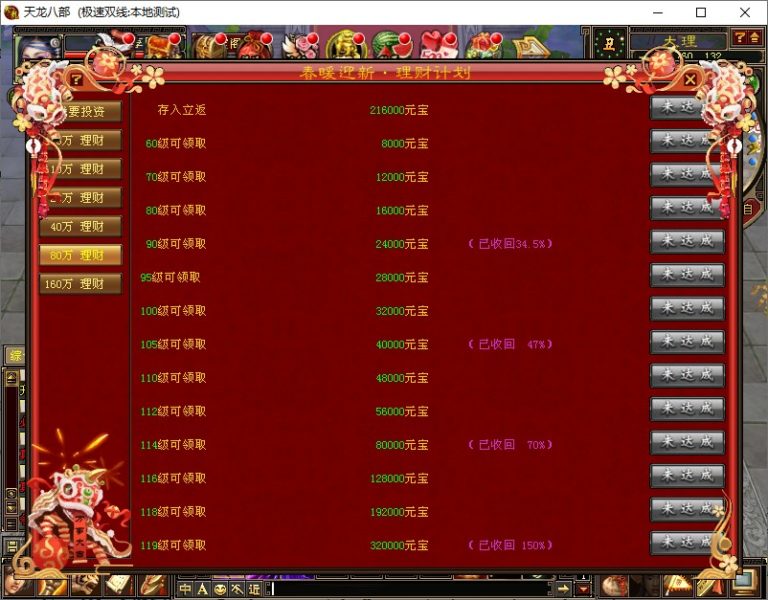 天龙八部 (极速双线:本地测试)
丑
大理
春暖迎新·理财计划
要投资
万 理财
10万 理财
万 理财
40万 理财
80万 理财
160万 理财
存入立返 216000元宝 未达
60级可领取 8000元宝 未达
70级可领取 12000元宝 未达
80级可领取 16000元宝 未达成
90级可领取 24000元宝 (已收回34.5%) 未达成
95级可领取 28000元宝 未达成
100级可领取 32000元宝 未达成
105级可领取 40000元宝 (已收回 47%) 未达成
110级可领取 48000元宝 未达成
112级可领取 56000元宝 未达成
114级可领取 80000元宝 (已收回 70%) 未达成
116级可领取 128000元宝 未达成
118级可领取 192000元宝 未达成
119级可领取 320000元宝 (已收回 150%) 未达成
自
综
中 A 近